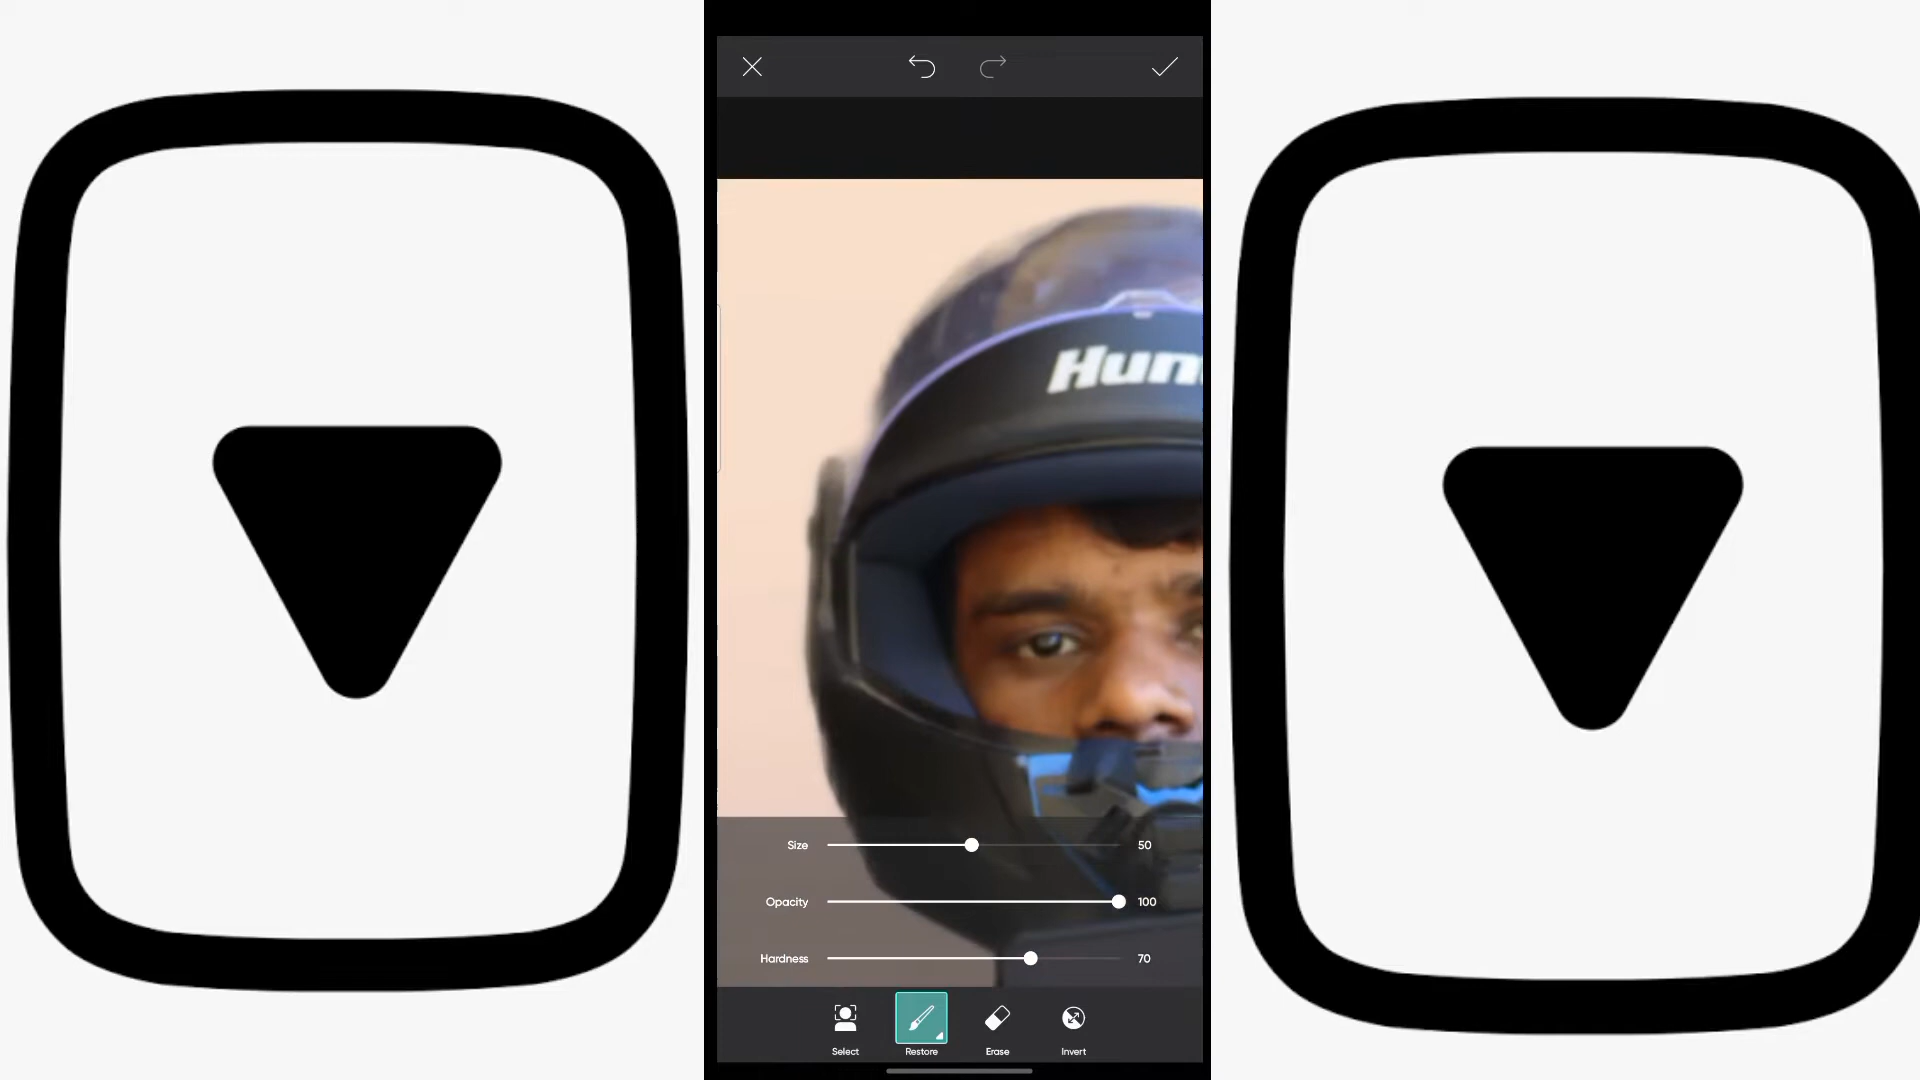 Hun
Size 50
Opacity 100
Hardness 70
Select Restore Erase Invert